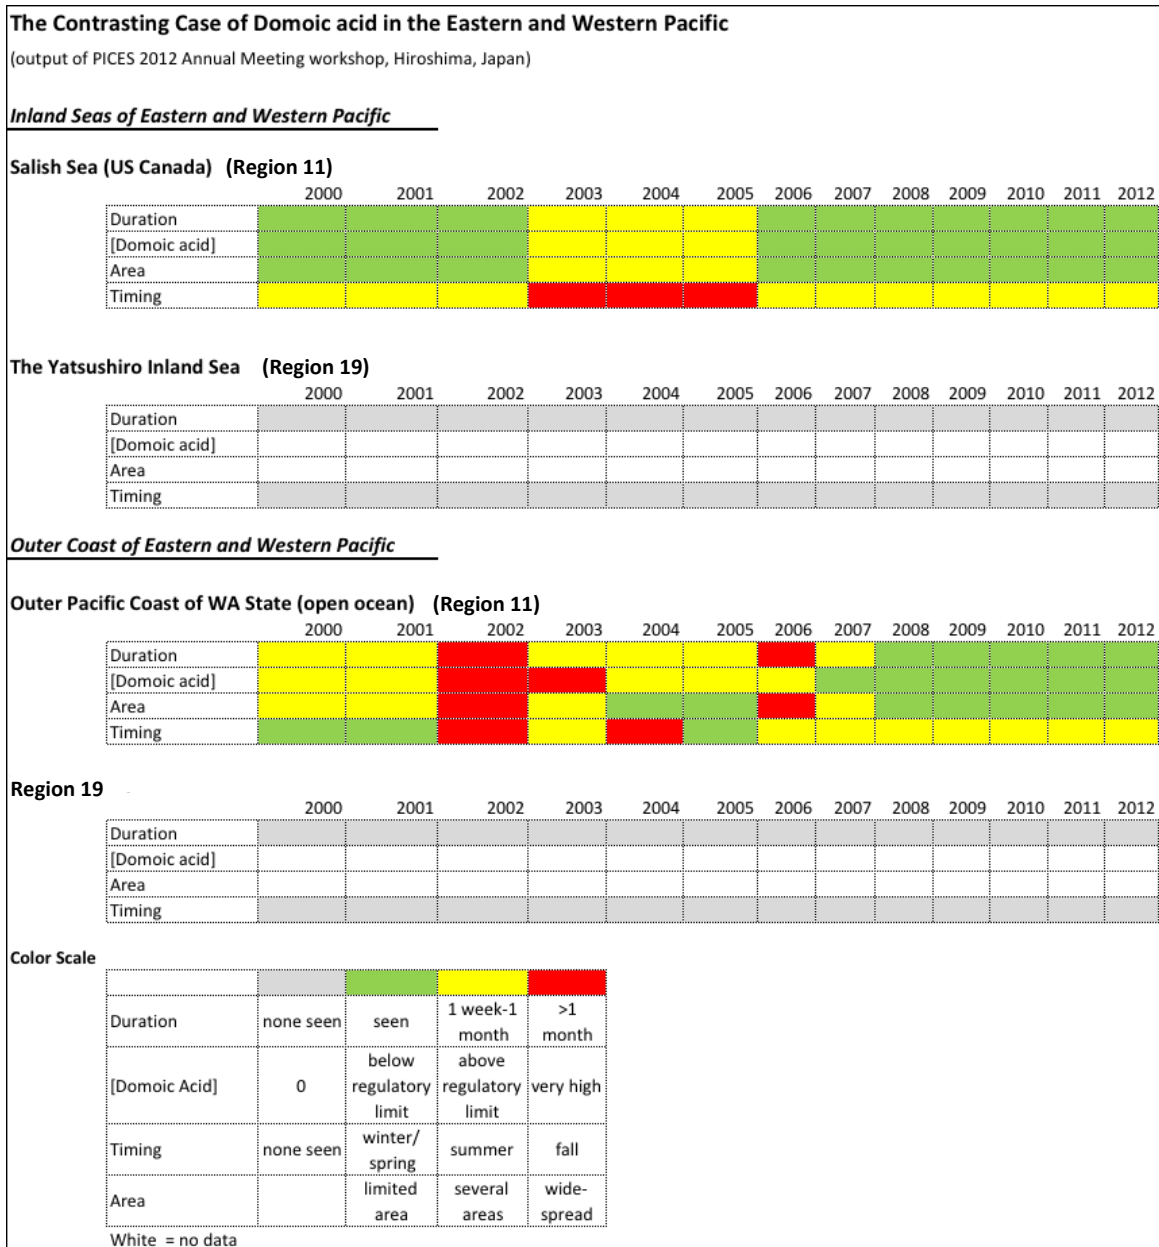 The Contrasting Case of Domoic acid in the Eastern and Western Pacific
(output of PICES 2012 Annual Meeting workshop, Hiroshima, Japan)
Inland Seas of Eastern and Western Pacific
Salish Sea (US Canada) (Region 11)
2000 2001 2002 2003 2004 2005 2006 2007 2008 2009 2010 2011 2012
Duration
[Domoic acid]
Area
Timing
The Yatsushiro Inland Sea (Region 19)
2000 2001 2002 2003 2004 2005 2006 2007 2008 2009 2010 2011 2012
Duration
[Domoic acid]
Area
Timing
Outer Coast of Eastern and Western Pacific
Outer Pacific Coast of WA State (open ocean) (Region 11)
2000 2001 2002 2003 2004 2005 2006 2007 2008 2009 2010 2011 2012
Duration
[Domoic acid]
Area
Timing
Region 19
2000 2001 2002 2003 2004 2005 2006 2007 2008 2009 2010 2011 2012
Duration
[Domoic acid]
Area
Timing
Color Scale
Duration none seen seen 1 week-1 month >1 month
[Domoic Acid] 0 below regulatory limit above regulatory limit very high
Timing none seen winter/ spring summer fall
Area limited area several areas wide-spread
White = no data